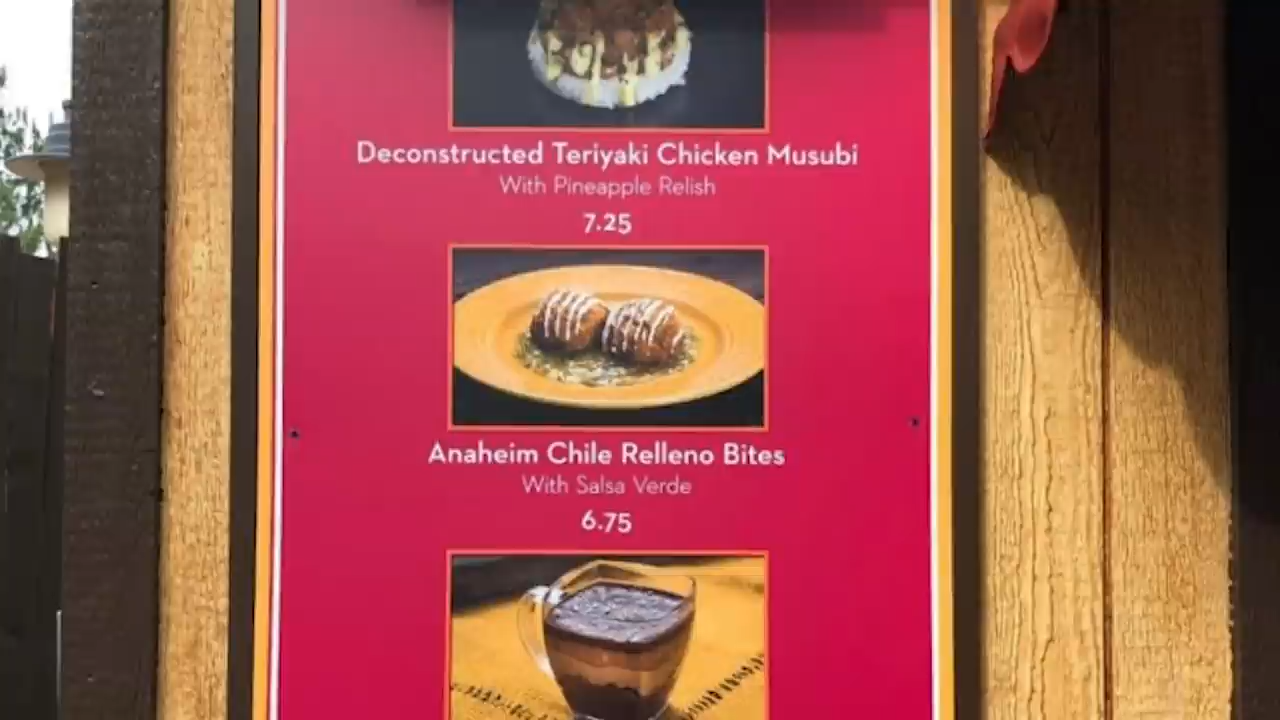 Deconstructed Teriyaki Chicken Musubi
With Pineapple Relish
7.25
Anaheim Chile Relleno Bites
With Salsa Verde
6.75